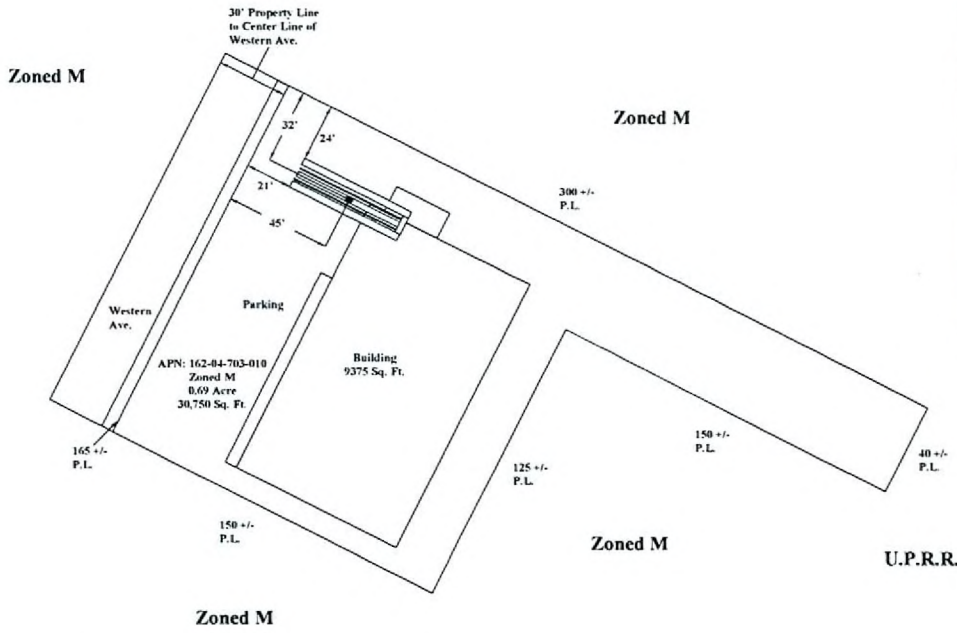 30' Property Line
to Center Line of
Western Ave.
Zoned M
Zoned M
32'
24'
300 +/-
P.L.
21'
45'
Western
Ave.
Parking
APN: 162-04-703-010
Zoned M
0.69 Acre
30,750 Sq. Ft.
Building
9375 Sq. Ft.
165 +/-
P.L.
150 +/-
P.L.
125 +/-
P.L.
150 +/-
P.L.
40 +/-
P.L.
Zoned M
U.P.R.R.
Zoned M